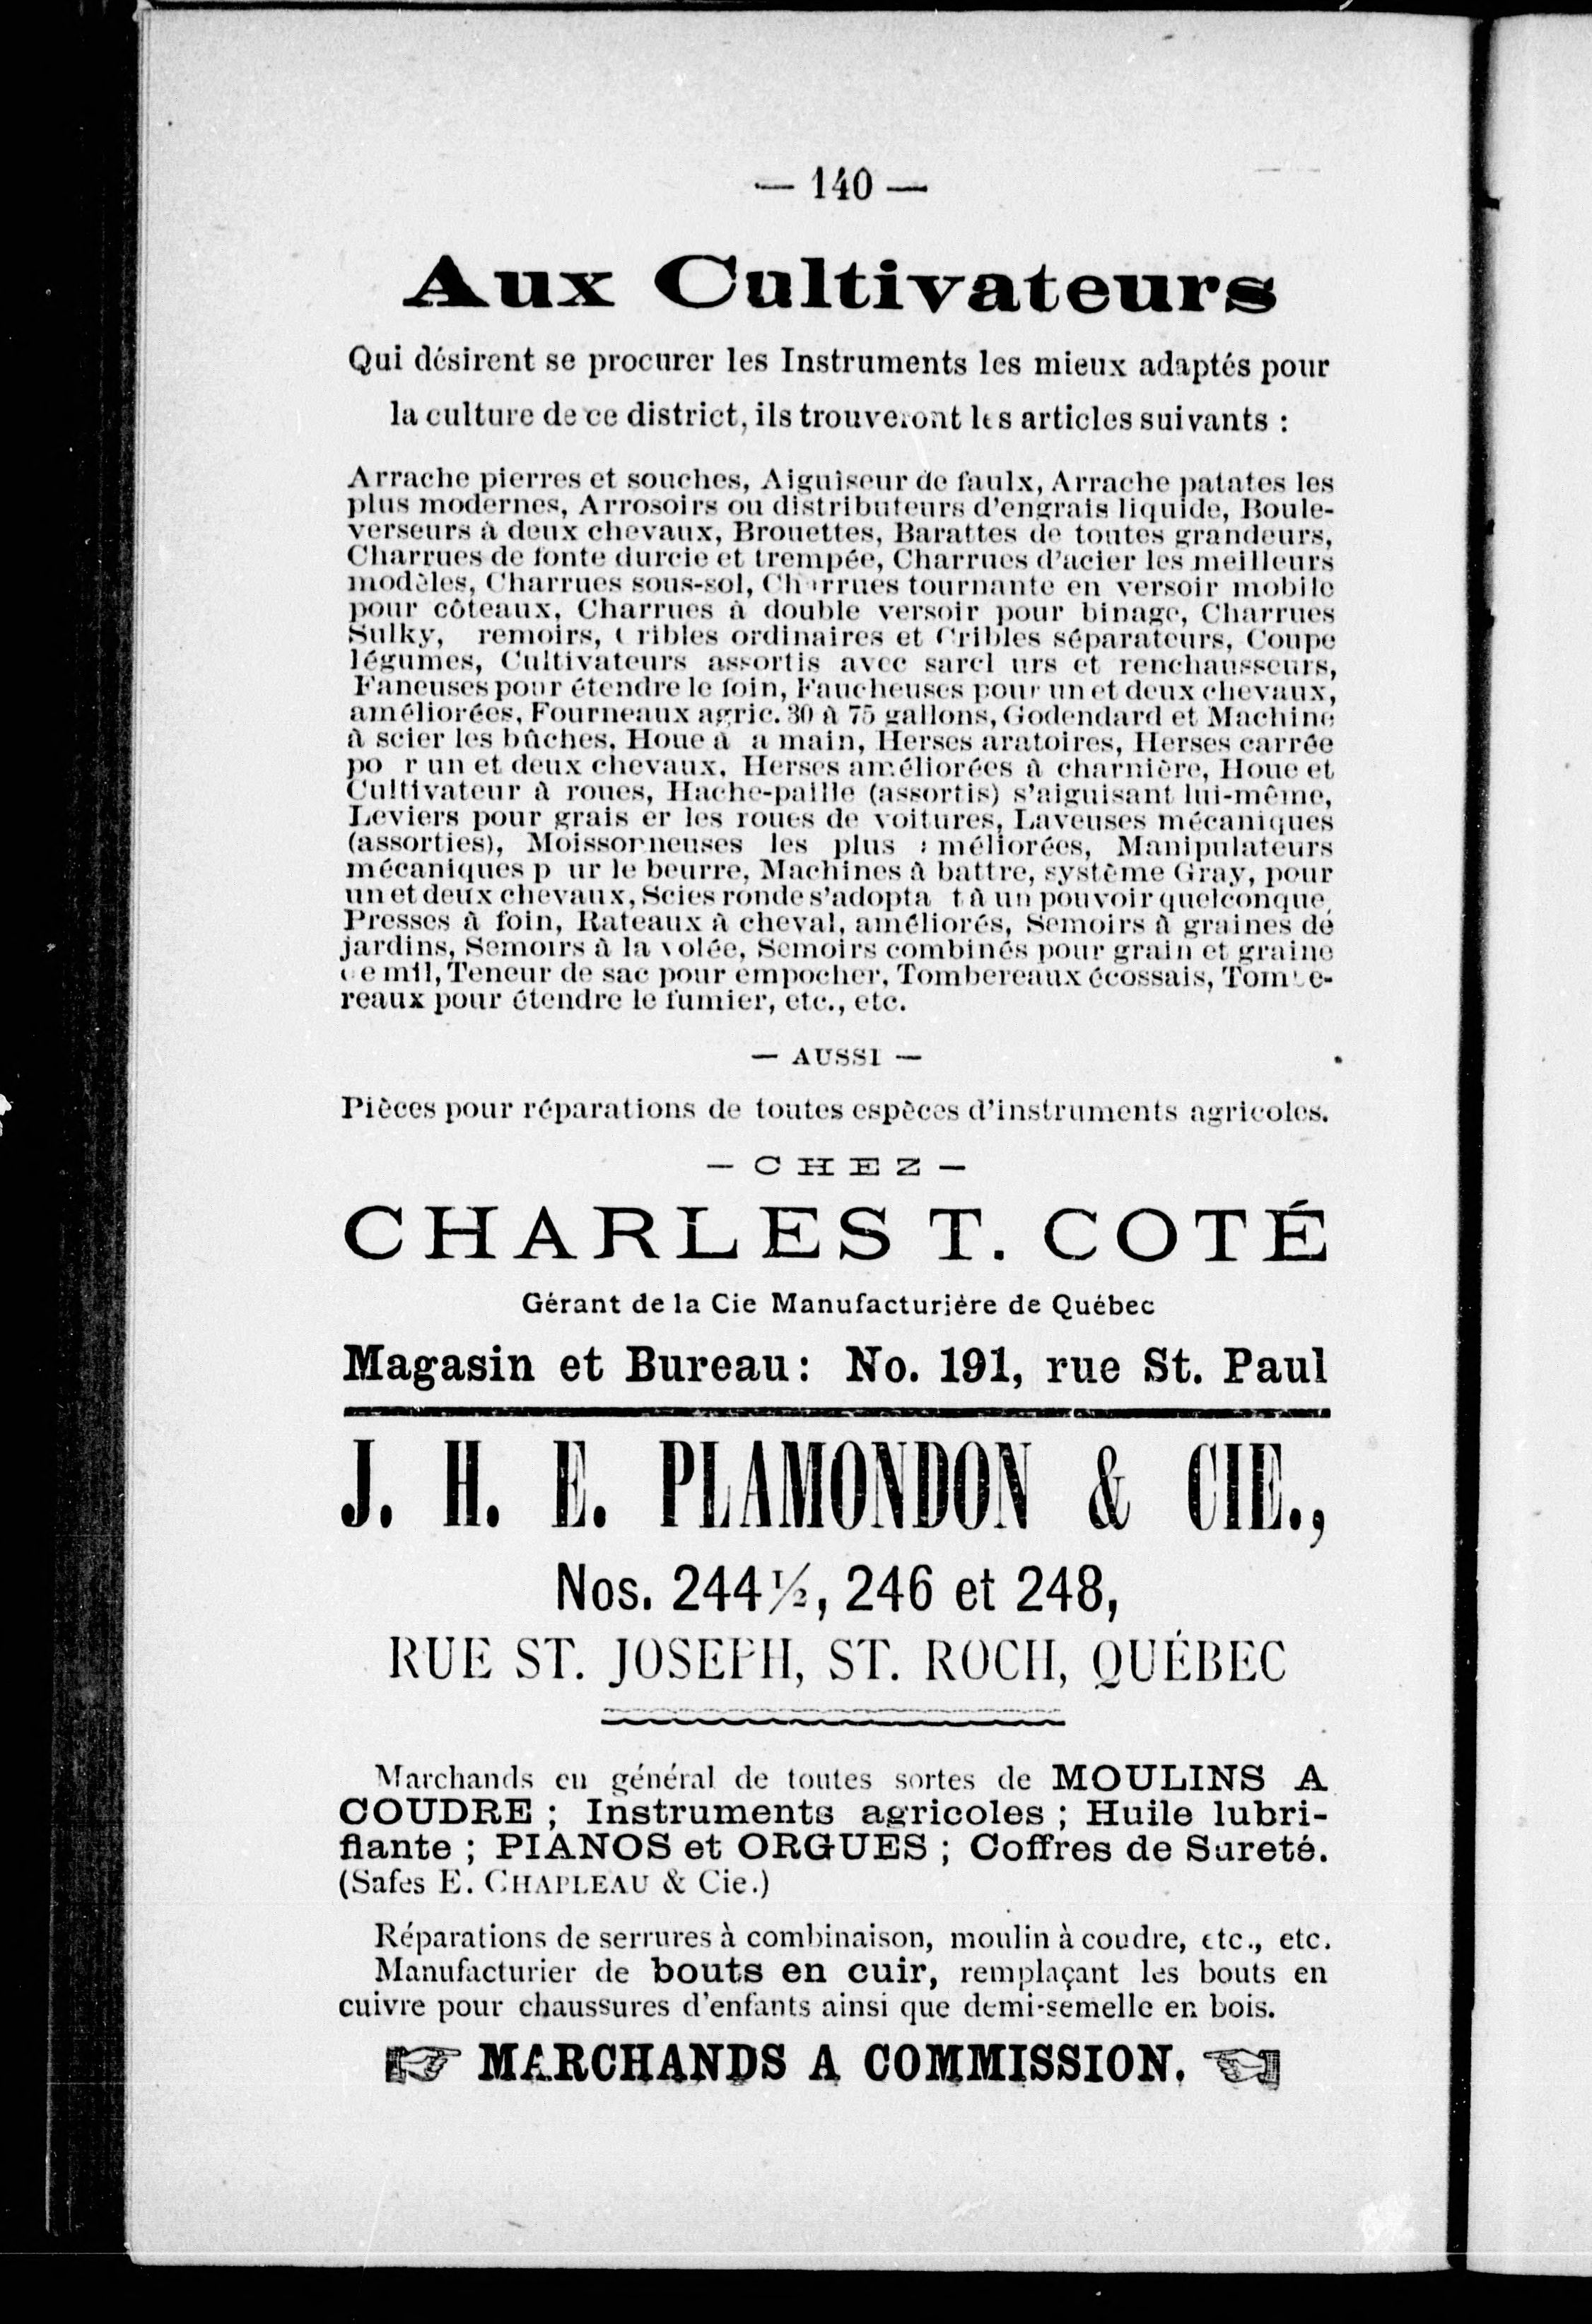 — 140 —
Aux Cultivateurs
Qui désirent se procurer les Instruments les mieux adaptés pour
la culture de ce district, ils trouveront les articles suivants :
Arrache pierres et souches, Aiguiseur de faulx, Arrache patates les
plus modernes, Arrosoirs ou distributeurs d'engrais liquide, Boule-
verseurs à deux chevaux, Brouettes, Barattes de toutes grandeurs,
Charrues de fonte durcie et trempée, Charrues d'acier les meilleurs
modèles, Charrues sous-sol, Charrues tournante en versoir mobile
pour côteaux, Charrues à double versoir pour binage, Charrues
Sulky, remoirs, Cribles ordinaires et Cribles séparateurs, Coupe
légumes, Cultivateurs assortis avec sarcl urs et renchausseurs,
Faneuses pour étendre le foin, Faucheuses pour un et deux chevaux,
améliorées, Fourneaux agric. 30 à 75 gallons, Godendard et Machine
à scier les bûches, Houe à a main, Herses aratoires, Herses carrée
po r un et deux chevaux, Herses améliorées à charnière, Houe et
Cultivateur à roues, Hache-paille (assortis) s'aiguisant lui-même,
Leviers pour grais er les roues de voitures, Laveuses mécaniques
(assorties), Moissonneuses les plus améliorées, Manipulateurs
mécaniques p ur le beurre, Machines à battre, système Gray, pour
un et deux chevaux, Scies ronde s'adopta t à un pouvoir quelconque,
Presses à foin, Rateaux à cheval, améliorés, Semoirs à graines de
jardins, Semoirs à la volée, Semoirs combinés pour grain et graine
de mil, Teneur de sac pour empocher, Tombereaux écossais, Tombe-
reaux pour étendre le fumier, etc., etc.
— AUSSI —
Pièces pour réparations de toutes espèces d'instruments agricoles.
— CHEZ —
CHARLES T. COTÉ
Gérant de la Cie Manufacturière de Québec
Magasin et Bureau: No. 191, rue St. Paul
J. H. E. PLAMONDON & CIE.,
Nos. 244½, 246 et 248,
RUE ST. JOSEPH, ST. ROCH, QUÉBEC
Marchands en général de toutes sortes de MOULINS A
COUDRE ; Instruments agricoles ; Huile lubri-
fiante ; PIANOS et ORGUES ; Coffres de Sureté.
(Safes E. CHAPLEAU & Cie.)
Réparations de serrures à combinaison, moulin à coudre, etc., etc.
Manufacturier de bouts en cuir, remplaçant les bouts en
cuivre pour chaussures d'enfants ainsi que demi-semelle en bois.
☞ MARCHANDS A COMMISSION. ☜